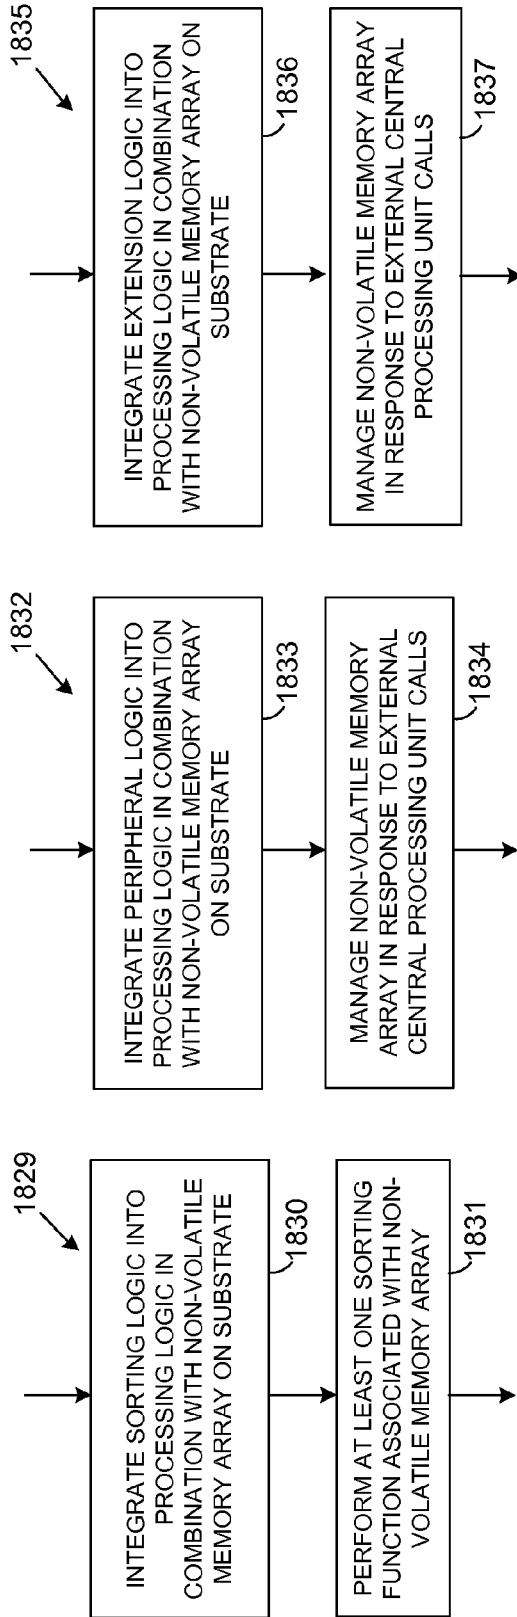 1829
INTEGRATE SORTING LOGIC INTO
PROCESSING LOGIC IN
COMBINATION WITH NON-VOLATILE
MEMORY ARRAY ON SUBSTRATE
1830
PERFORM AT LEAST ONE SORTING
FUNCTION ASSOCIATED WITH NON-
VOLATILE MEMORY ARRAY
1831
1832
INTEGRATE PERIPHERAL LOGIC INTO
PROCESSING LOGIC IN COMBINATION
WITH NON-VOLATILE MEMORY ARRAY
ON SUBSTRATE
1833
MANAGE NON-VOLATILE MEMORY
ARRAY IN RESPONSE TO EXTERNAL
CENTRAL PROCESSING UNIT CALLS
1834
1835
INTEGRATE EXTENSION LOGIC INTO
PROCESSING LOGIC IN COMBINATION
WITH NON-VOLATILE MEMORY ARRAY ON
SUBSTRATE
1836
MANAGE NON-VOLATILE MEMORY ARRAY
IN RESPONSE TO EXTERNAL CENTRAL
PROCESSING UNIT CALLS
1837